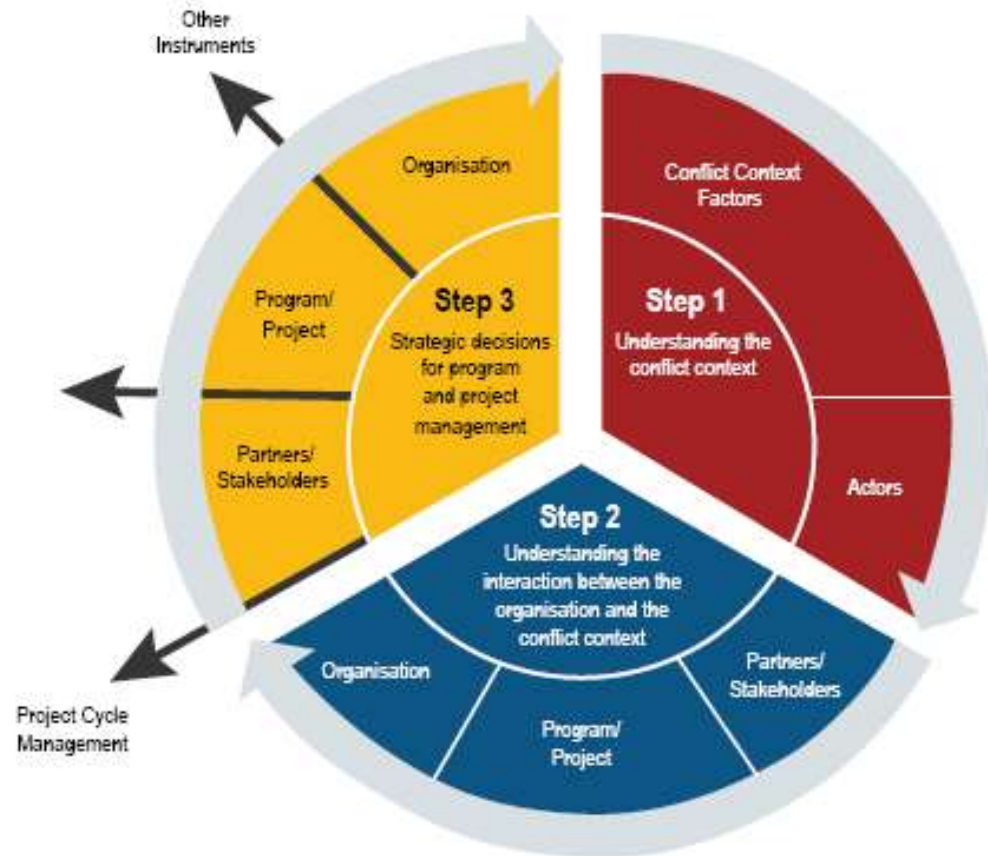 Other
Instruments
Organisation
Program/
Project
Partners/
Stakeholders
Step 3
Strategic decisions
for program
and project
management
Conflict Context
Factors
Step 1
Understanding the
conflict context
Actors
Step 2
Understanding the
interaction between the
organisation and the
conflict context
Organisation
Program/
Project
Partners/
Stakeholders
Project Cycle
Management